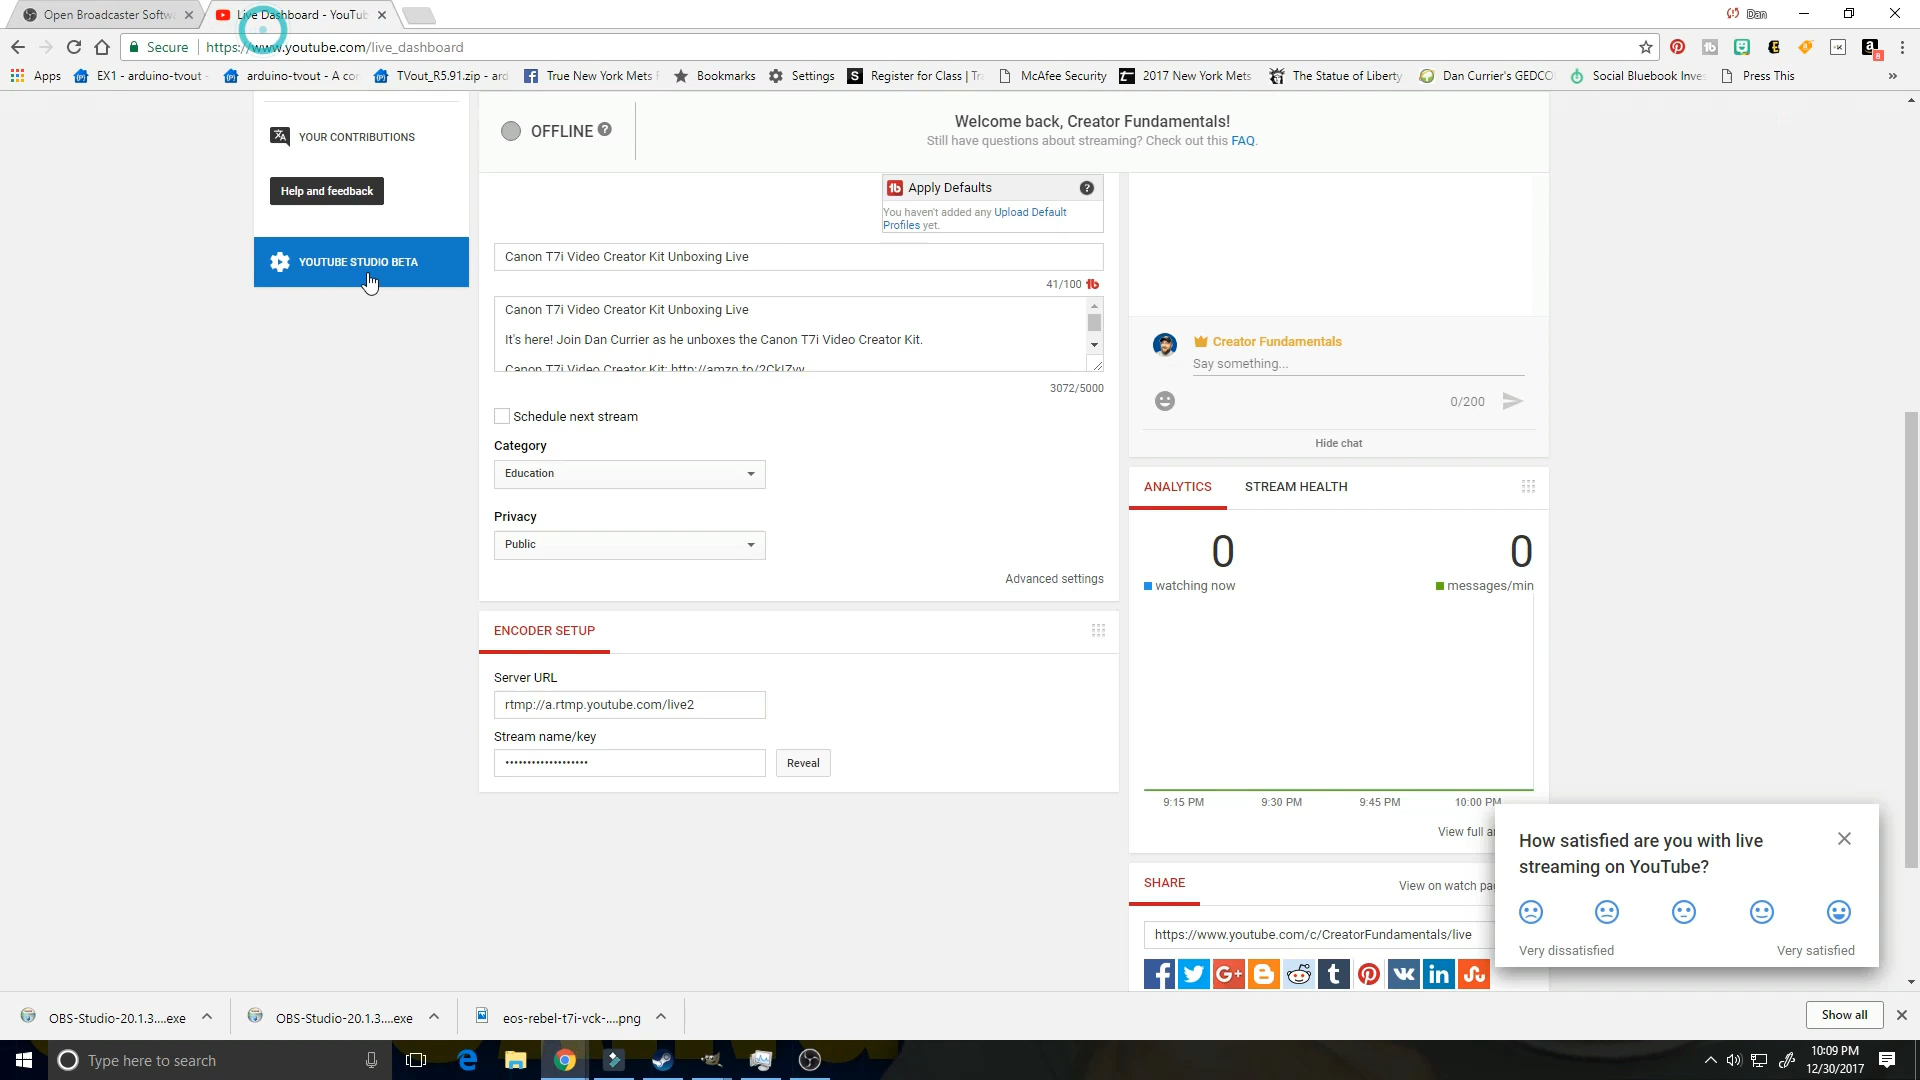 Open Broadcaster Softw
Live Dashboard - YouTub
Dan
Secure
https://www.youtube.com/live_dashboard
Apps
EX1 - arduino-tvout
arduino-tvout - A co
TVout_R5.91.zip - ard
True New York Mets
Bookmarks
Settings
Register for Class | Tr
McAfee Security
2017 New York Mets
The Statue of Liberty
Dan Currier's GEDCO
Social Bluebook Inve
Press This
YOUR CONTRIBUTIONS
Help and feedback
YOUTUBE STUDIO BETA
OFFLINE
Welcome back, Creator Fundamentals!
Still have questions about streaming? Check out this FAQ.
Apply Defaults
You haven't added any Upload Default
Profiles yet.
Canon T7i Video Creator Kit Unboxing Live
41/100
Canon T7i Video Creator Kit Unboxing Live
It's here! Join Dan Currier as he unboxes the Canon T7i Video Creator Kit.
Canon T7i Video Creator Kit:
3072/5000
Schedule next stream
Category
Education
Privacy
Public
Advanced settings
ENCODER SETUP
Server URL
rtmp://a.rtmp.youtube.com/live2
Stream name/key
Reveal
Creator Fundamentals
Say something...
0/200
Hide chat
ANALYTICS
STREAM HEALTH
0
0
watching now
messages/min
9:15 PM
9:30 PM
9:45 PM
10:00 PM
View full
SHARE
View on watch
https://www.youtube.com/c/CreatorFundamentals/live
How satisfied are you with live
streaming on YouTube?
Very dissatisfied
Very satisfied
OBS-Studio-20.1.3....exe
OBS-Studio-20.1.3....exe
eos-rebel-t7i-vck-....png
Show all
Type here to search
10:09 PM
12/30/2017